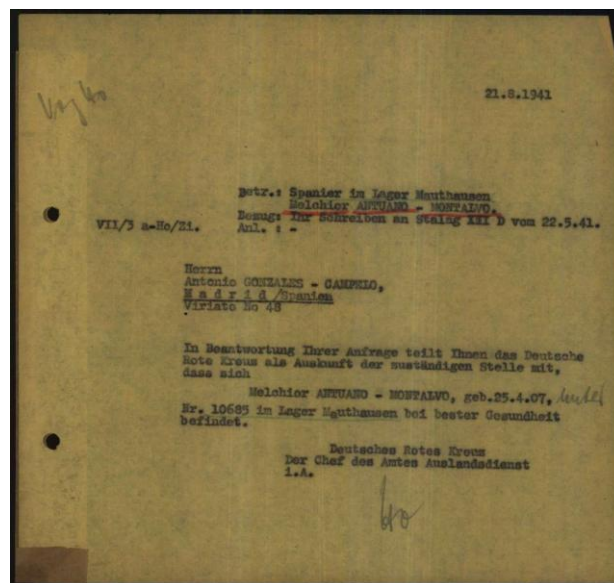 21.8.1941
Betr.: Spanier im Lager Mauthausen
Melchior ANTUANO - MONTALVO.
VII/3 a-Ho/Zi.
Bezug: Ihr Schreiben an Stalag XXI D vom 22.5.41.
Anl. : -
Herrn
Antonio GONZALES - CAMPELO,
Madrid/Spanien
Viriato No 48
In Beantwortung Ihrer Anfrage teilt Ihnen das Deutsche
Rote Kreuz als Auskunft der zuständigen Stelle mit,
dass sich
Melchior ANTUANO - MONTALVO, geb.25.4.07, unter
Nr. 10685 im Lager Mauthausen bei bester Gesundheit
befindet.
Deutsches Rotes Kreuz
Der Chef des Amtes Auslandsdienst
i.A.